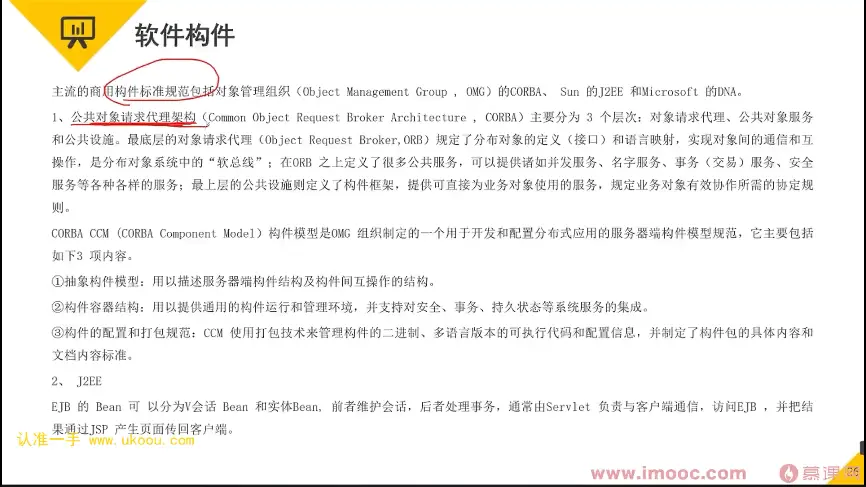 软件构件
主流的商用构件标准规范包括对象管理组织（Object Management Group , OMG）的CORBA、 Sun 的J2EE 和Microsoft 的DNA。
1、公共对象请求代理架构（Common Object Request Broker Architecture , CORBA）主要分为 3 个层次：对象请求代理、公共对象服务
和公共设施。最底层的对象请求代理（Object Request Broker,ORB）规定了分布对象的定义（接口）和语言映射，实现对象间的通信和互
操作，是分布对象系统中的“软总线”；在ORB 之上定义了很多公共服务，可以提供诸如并发服务、名字服务、事务（交易）服务、安全
服务等各种各样的服务；最上层的公共设施则定义了构件框架，提供可直接为业务对象使用的服务，规定业务对象有效协作所需的协定规
则。
CORBA CCM（CORBA Component Model）构件模型是OMG 组织制定的一个用于开发和配置分布式应用的服务器端构件模型规范，它主要包括
如下3 项内容。
①抽象构件模型：用以描述服务器端构件结构及构件间互操作的结构。
②构件容器结构：用以提供通用的构件运行和管理环境，并支持对安全、事务、持久状态等系统服务的集成。
③构件的配置和打包规范：CCM 使用打包技术来管理构件的二进制、多语言版本的可执行代码和配置信息，并制定了构件包的具体内容和
文档内容标准。
2、 J2EE
EJB 的 Bean 可 以分为V会话 Bean 和实体Bean, 前者维护会话，后者处理事务，通常由Servlet 负责与客户端通信，访问EJB ，并把结
果通过JSP 产生页面传回客户端。
认准一手 www.ukoou.com
www.imooc.com
慕课
26